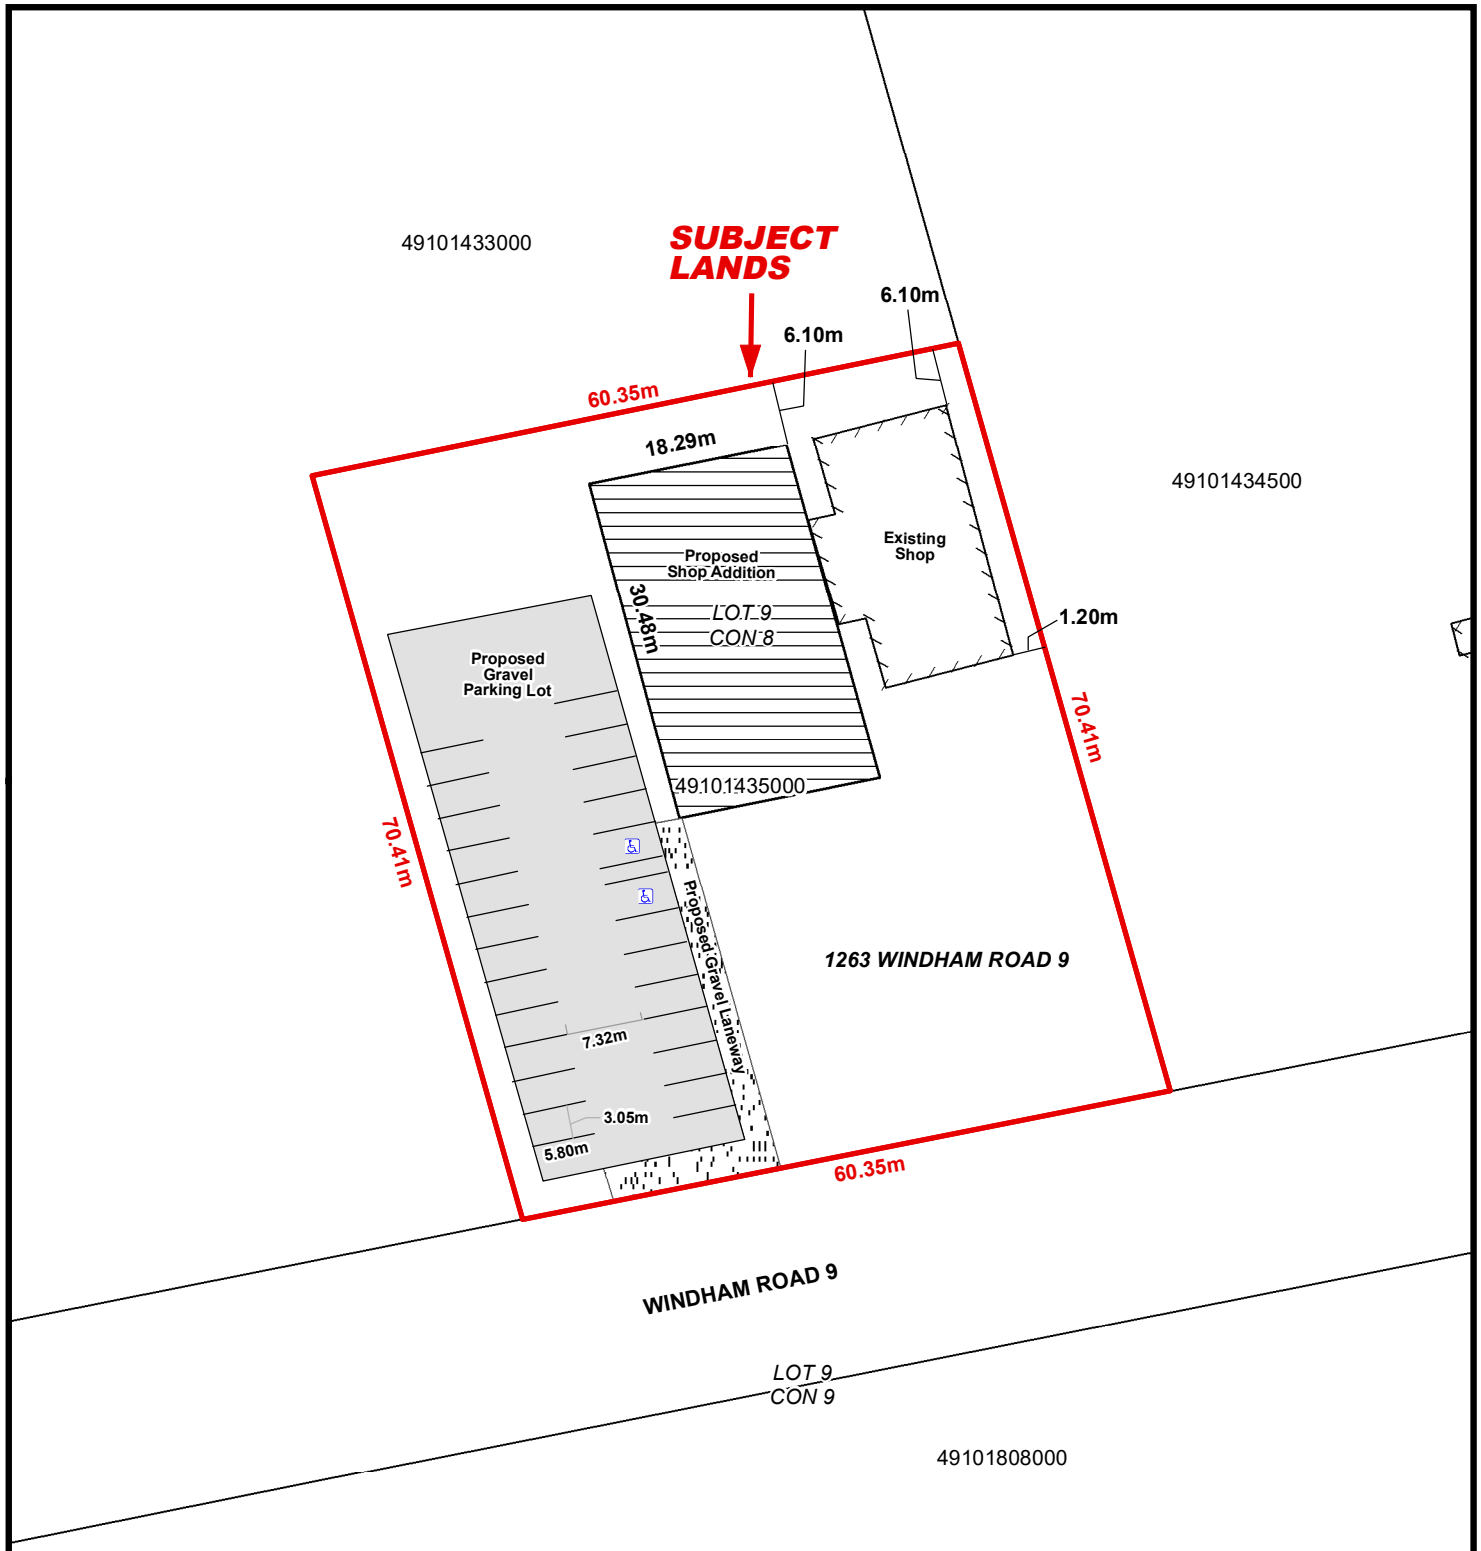 49101433000
SUBJECT
LANDS
6.10m
6.10m
60.35m
18.29m
49101434500
Existing
Shop
Proposed
Shop Addition
30.48m
LOT 9
CON 8
1.20m
Proposed
Gravel
Parking Lot
70.41m
49101435000
70.41m
Proposed Gravel Laneway
1263 WINDHAM ROAD 9
7.32m
3.05m
5.80m
60.35m
WINDHAM ROAD 9
LOT 9
CON 9
49101808000